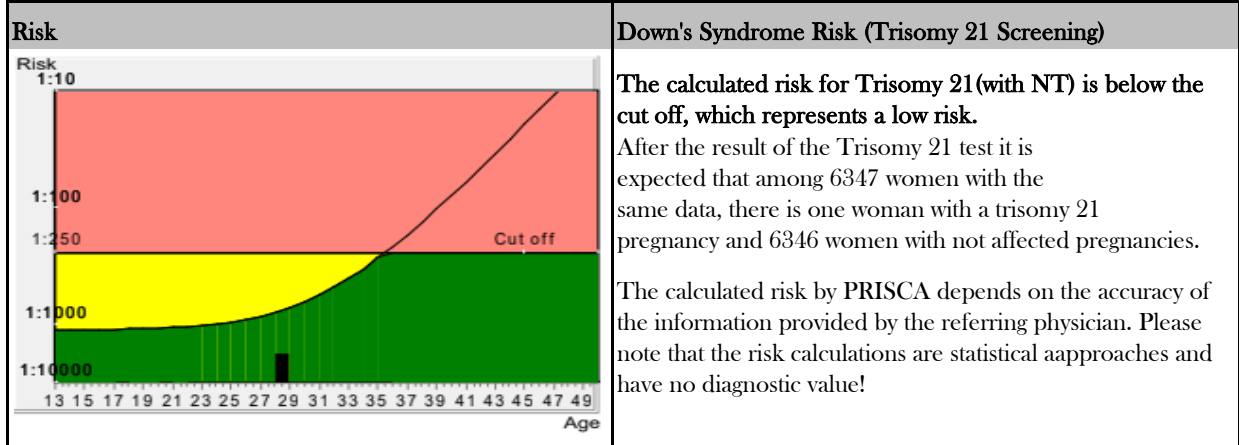 Risk
Risk
1:10
1:100
1:250
Cut off
1:1000
1:10000
13 15 17 19 21 23 25 27 29 31 33 35 37 39 41 43 45 47 49
Age
Down's Syndrome Risk (Trisomy 21 Screening)
The calculated risk for Trisomy 21(with NT) is below the
cut off, which represents a low risk.
After the result of the Trisomy 21 test it is
expected that among 6347 women with the
same data, there is one woman with a trisomy 21
pregnancy and 6346 women with not affected pregnancies.
The calculated risk by PRISCA depends on the accuracy of
the information provided by the referring physician. Please
note that the risk calculations are statistical aapproaches and
have no diagnostic value!